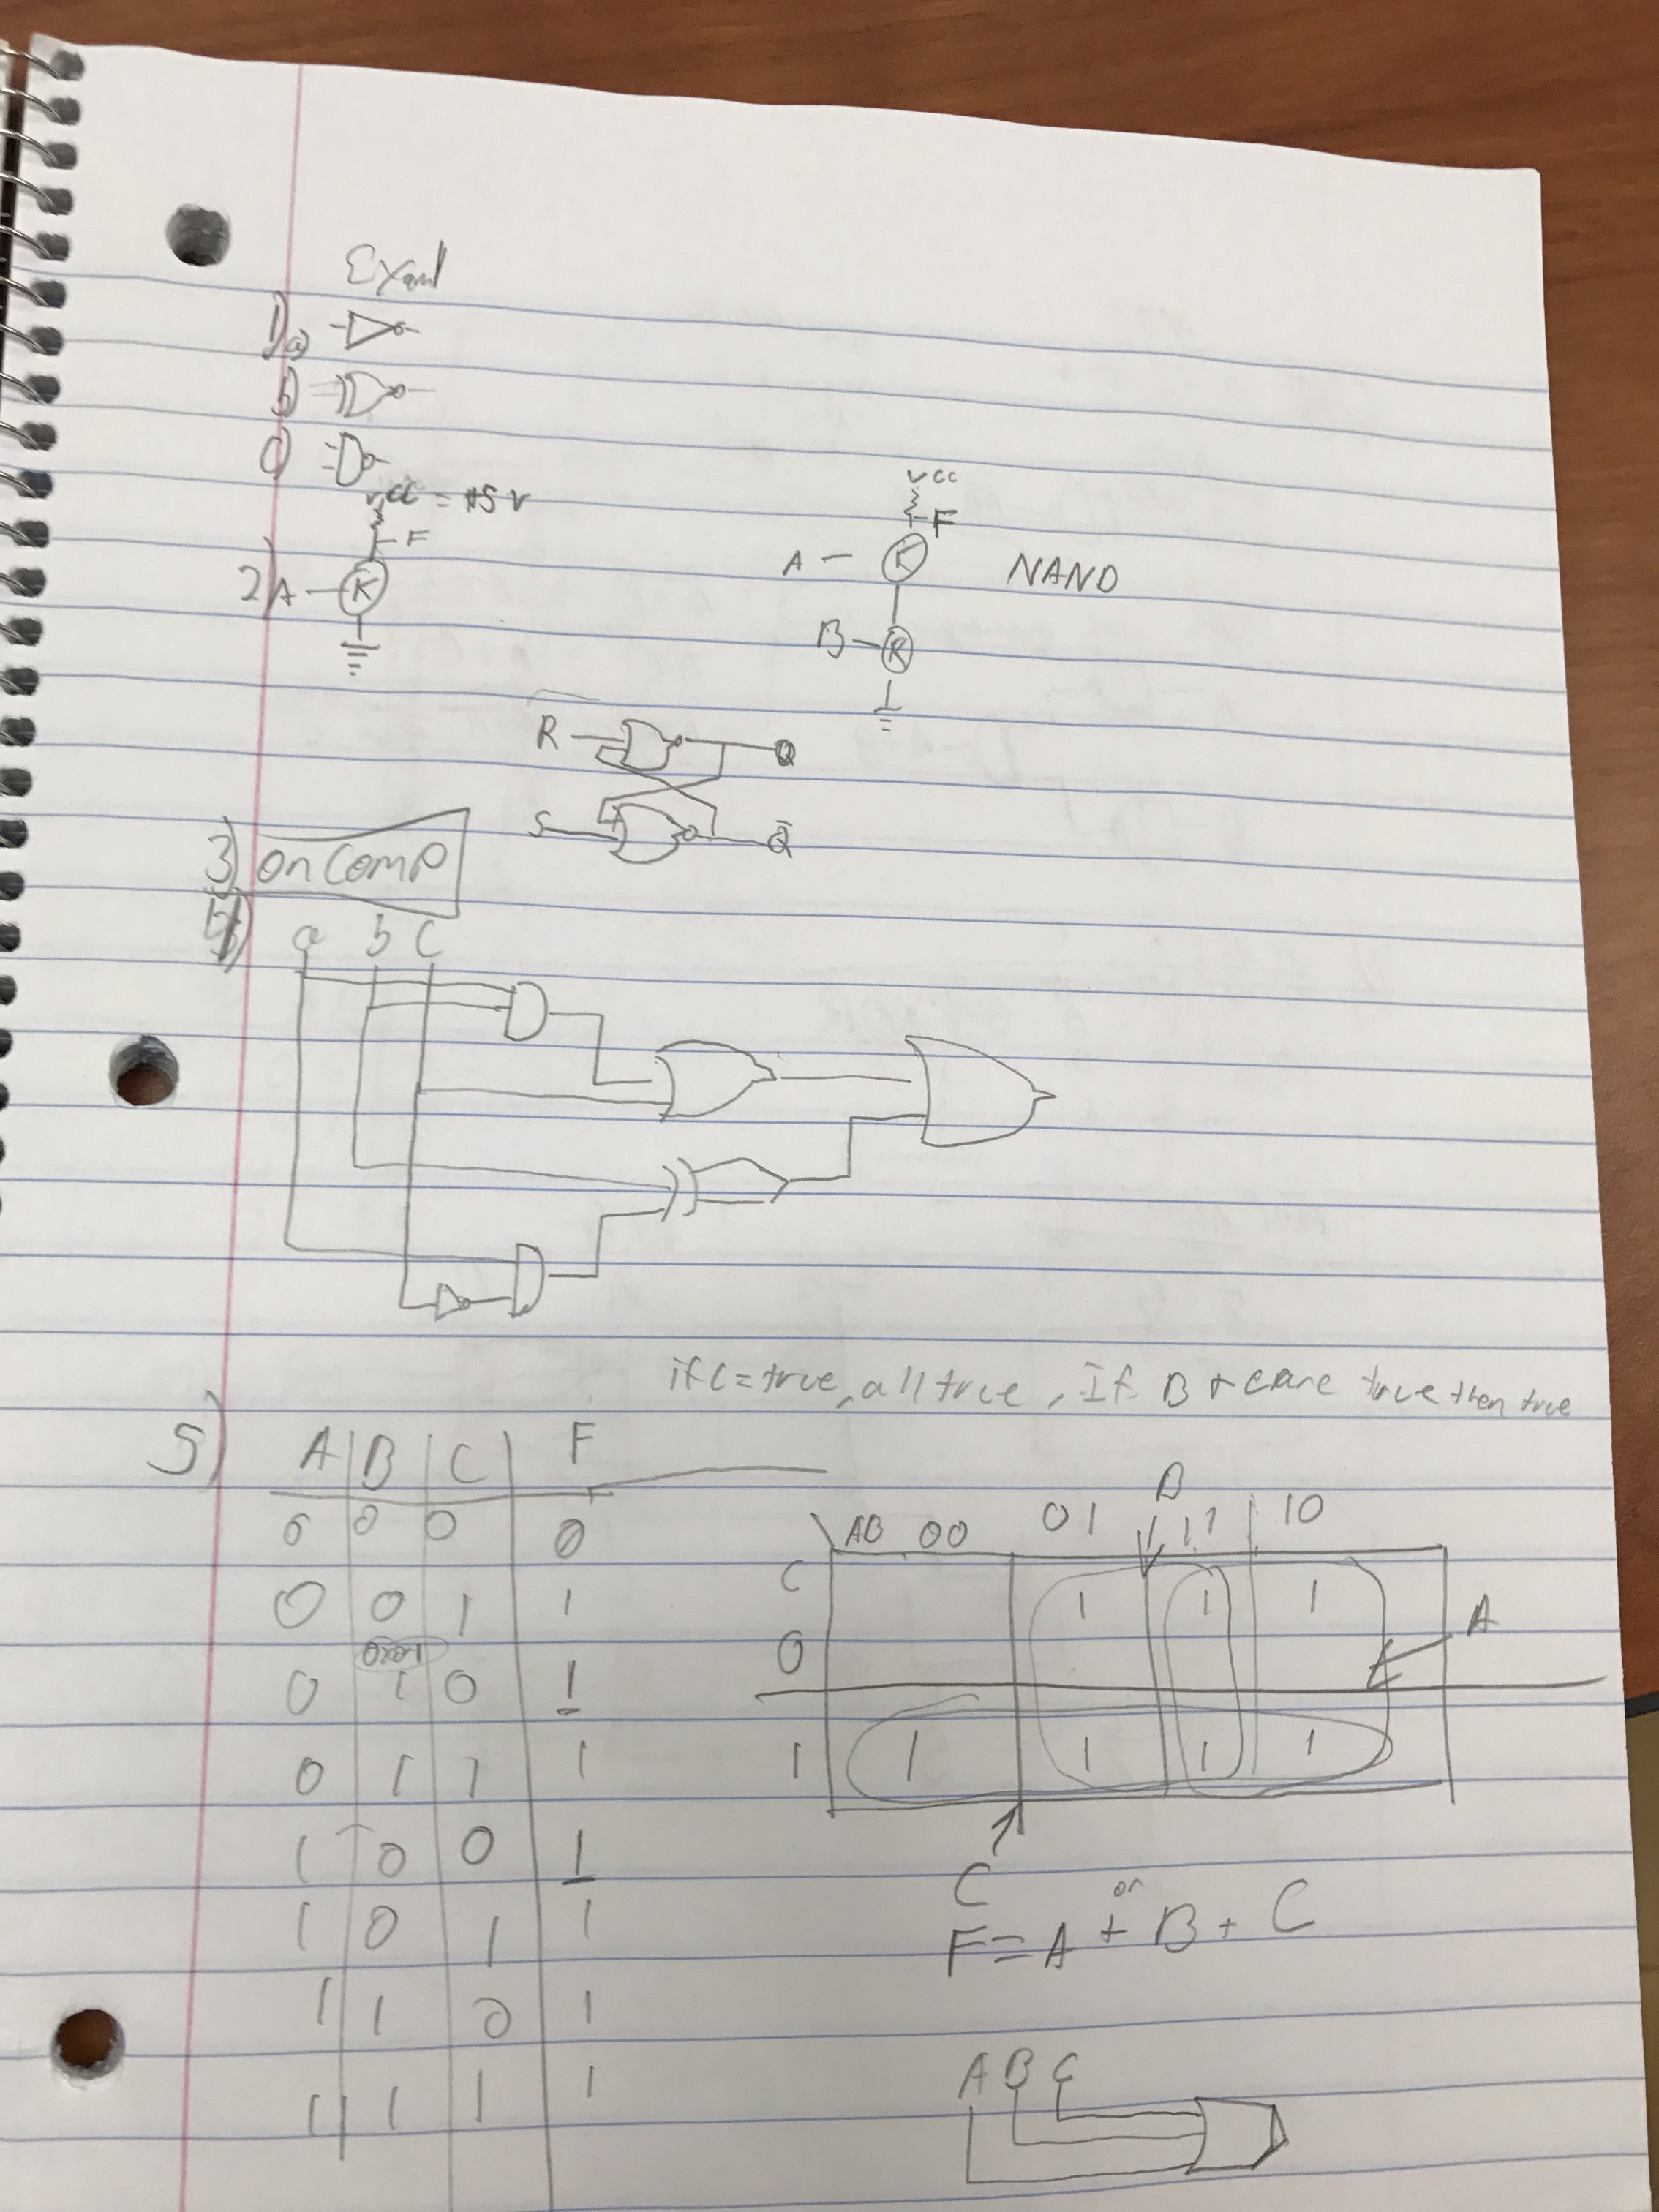 Exam 1
1) a)
b)
c)
vcc = +5v
F
2) A K
vcc
F
A K NAND
B
R Q
S Q̄
3) on comp
4)
a b c
if C = true, all true, If B + C are true then true
5) A B C F
0 0 0 0
0 0 1 1
0 1 0 1
0 1 1 1
1 0 0 1
1 0 1 1
1 1 0 1
1 1 1 1
B
AB 00 01 11 10
C
0 1 1 1
A
1 1 1 1 1
C
or
F = A + B + C
A B C